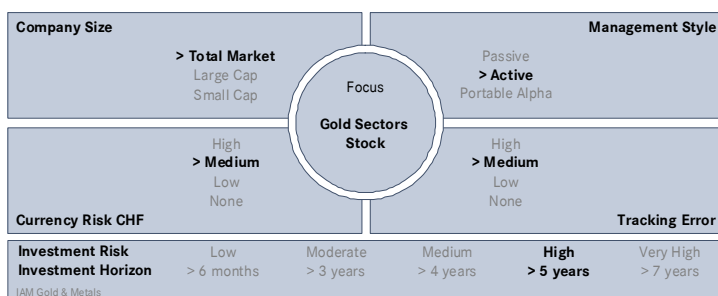 Company Size
> Total Market
Large Cap
Small Cap
Management Style
Passive
> Active
Portable Alpha
Focus
Gold Sectors
Stock
High
> Medium
Low
None
Currency Risk CHF
High
> Medium
Low
None
Tracking Error
Investment Risk Low Moderate Medium High Very High
Investment Horizon > 6 months > 3 years > 4 years > 5 years > 7 years
IAM Gold & Metals